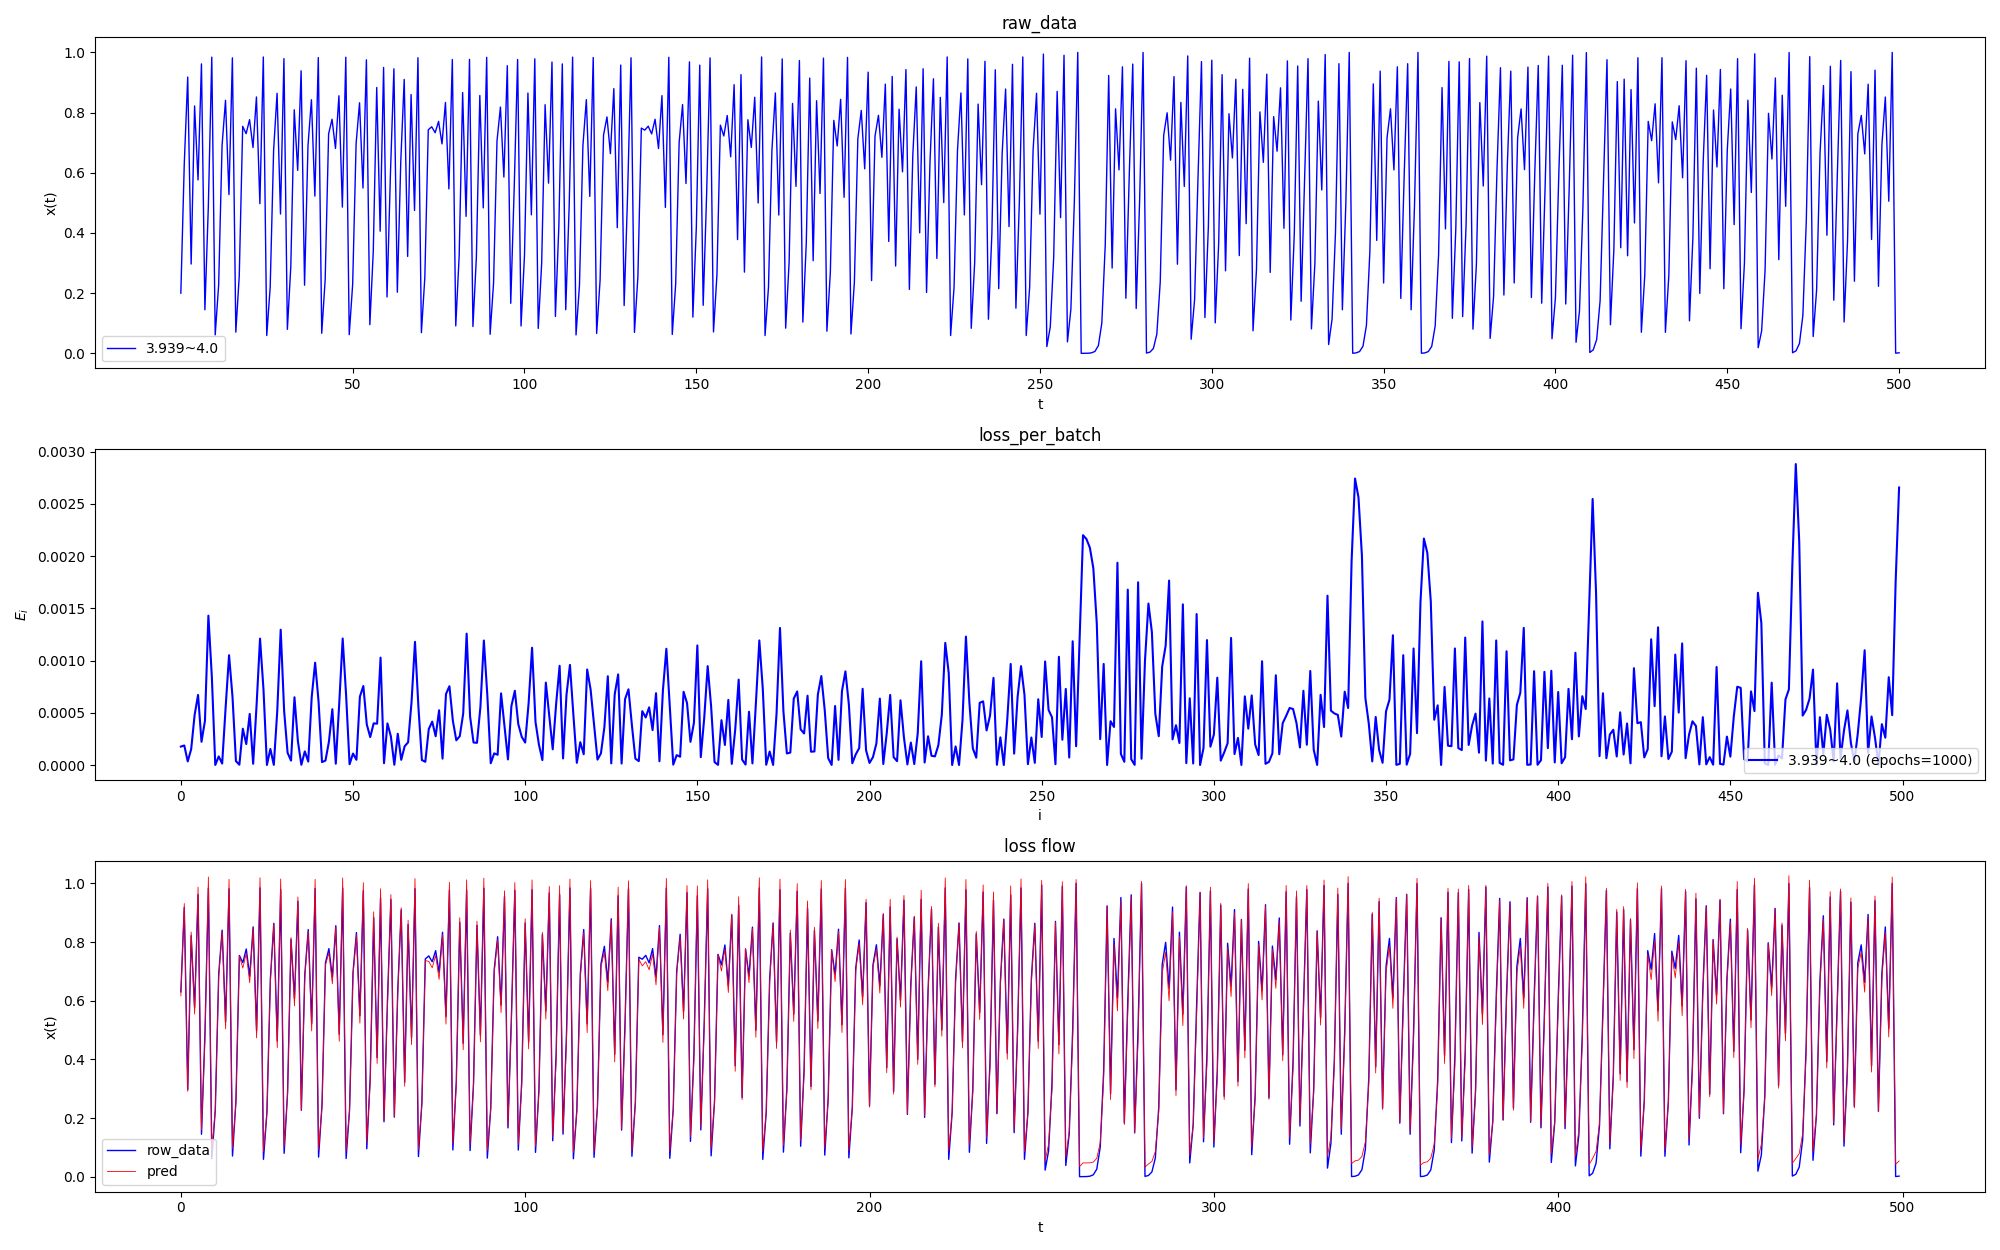 raw_data
x(t)
1.0
0.8
0.6
0.4
0.2
0.0
3.939~4.0
50 100 150 200 250 300 350 400 450 500
t
loss_per_batch
E_i
0.0030
0.0025
0.0020
0.0015
0.0010
0.0005
0.0000
3.939~4.0 (epochs=1000)
0 50 100 150 200 250 300 350 400 450 500
i
loss flow
x(t)
1.0
0.8
0.6
0.4
0.2
0.0
row_data
pred
0 100 200 300 400 500
t